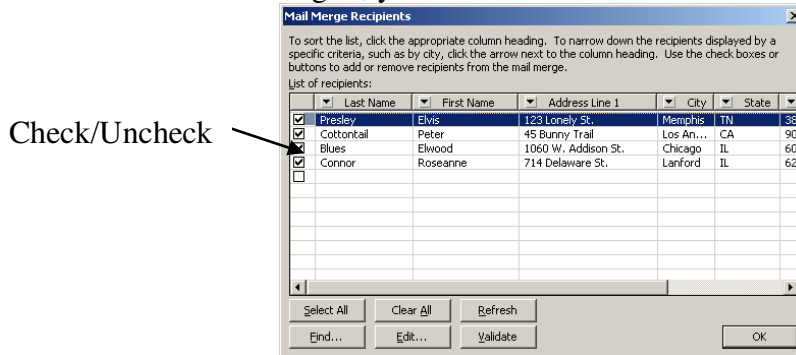 Mail Merge Recipients
To sort the list, click the appropriate column heading. To narrow down the recipients displayed by a
specific criteria, such as by city, click the arrow next to the column heading. Use the check boxes or
buttons to add or remove recipients from the mail merge.
List of recipients:
Last Name First Name Address Line 1 City State
Presley Elvis 123 Lonely St. Memphis TN 38
Cottontail Peter 45 Bunny Trail Los An... CA 90
Check/Uncheck
Blues Elwood 1060 W. Addison St. Chicago IL 60
Connor Roseanne 714 Delaware St. Lanford IL 62
Select All Clear All Refresh
Find... Edit... Validate OK